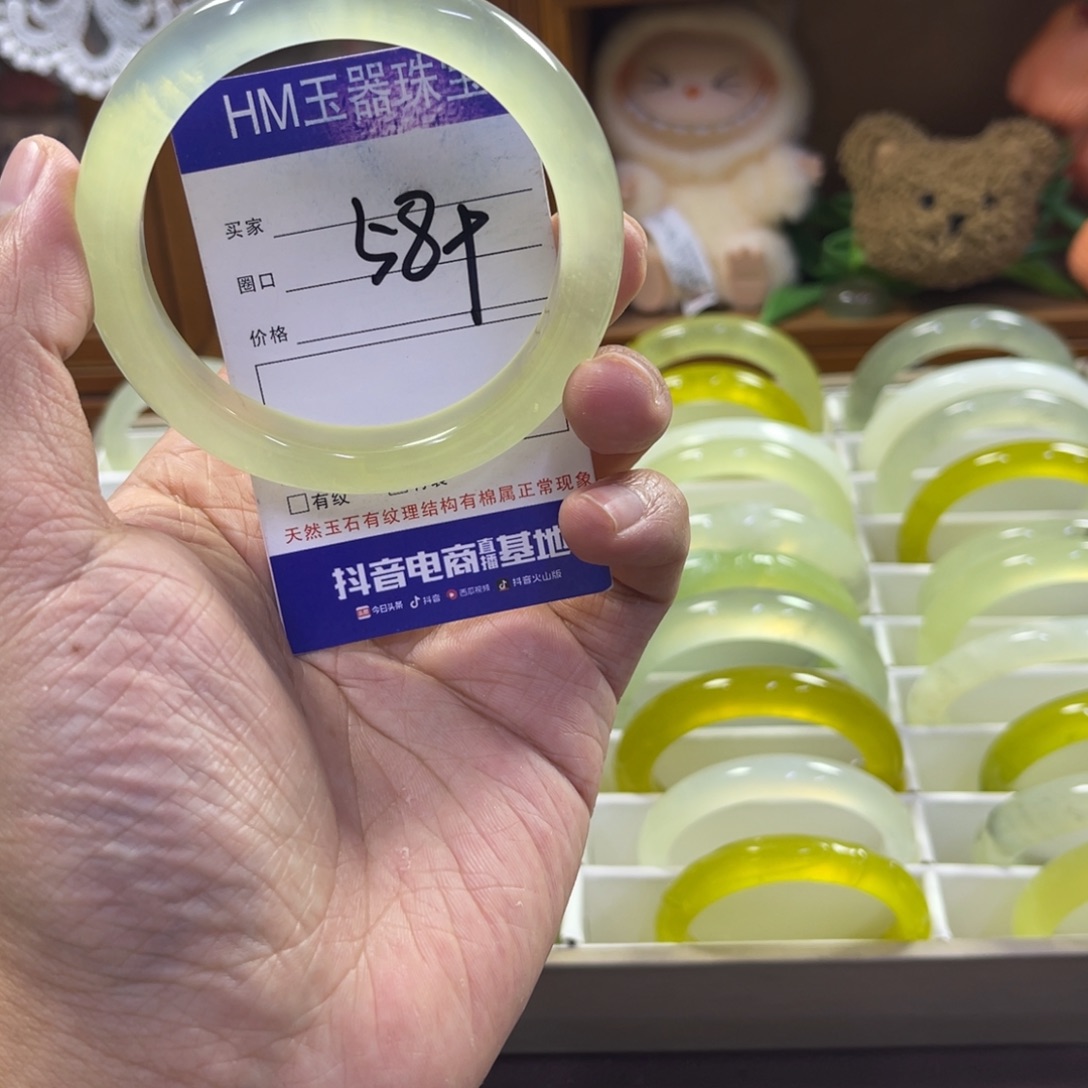 HM玉器珠宝
买家
圈口
58+
价格
□有纹
天然玉石有纹理结构有棉属正常现象
抖音电商直播基地
今日头条 抖音 西瓜视频 抖音火山版